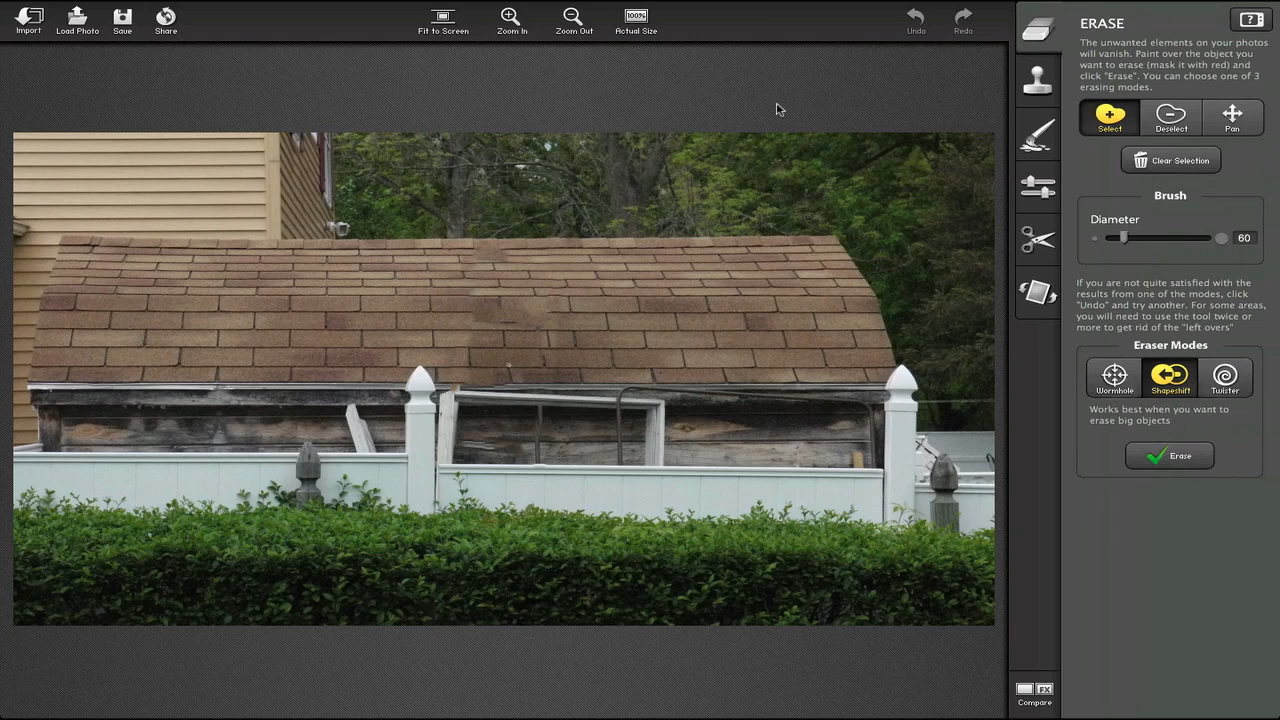 Import
Load Photo
Save
Share
Fit to Screen
Zoom In
Zoom Out
100%
Actual Size
Undo
Redo
ERASE
?
The unwanted elements on your photos
will vanish. Paint over the object you
want to erase (mask it with red) and
click "Erase". You can choose one of 3
erasing modes.
Select
Deselect
Pan
Clear Selection
Brush
Diameter
60
If you are not quite satisfied with the
results from one of the modes, click
"Undo" and try another. For some areas,
you will need to use the tool twice or
more to get rid of the "left overs"
Eraser Modes
Wormhole
Shapeshift
Twister
Works best when you want to
erase big objects
Erase
FX
Compare